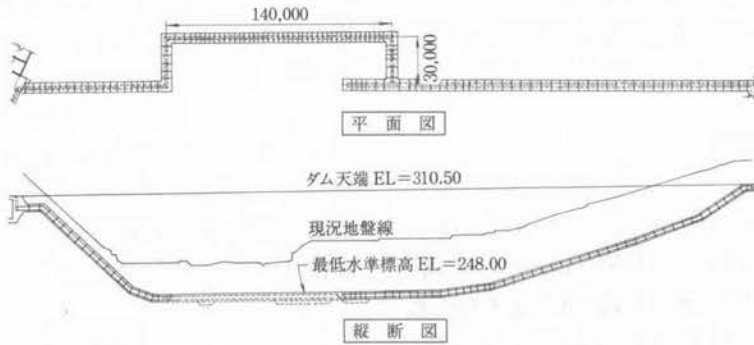 140,000
30,000
平面図
ダム天端 EL=310.50
現況地盤線
最低水準標高 EL=248.00
縦断図